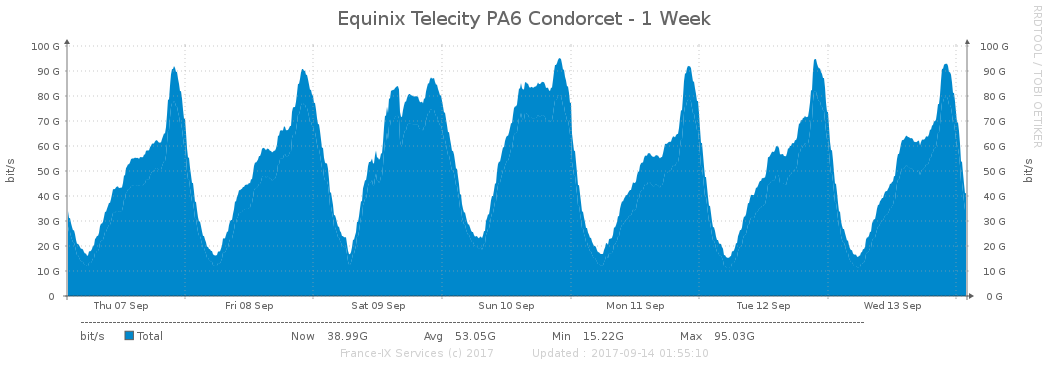 Equinix Telecity PA6 Condorcet - 1 Week
RRDTOOL / TOBI OETIKER
bit/s
100 G
90 G
80 G
70 G
60 G
50 G
40 G
30 G
20 G
10 G
0
100 G
90 G
80 G
70 G
60 G
50 G
40 G
30 G
20 G
10 G
0 G
bit/s
Thu 07 Sep Fri 08 Sep Sat 09 Sep Sun 10 Sep Mon 11 Sep Tue 12 Sep Wed 13 Sep
bit/s Total Now 38.99G Avg 53.05G Min 15.22G Max 95.03G
France-IX Services (c) 2017 Updated : 2017-09-14 01:55:10